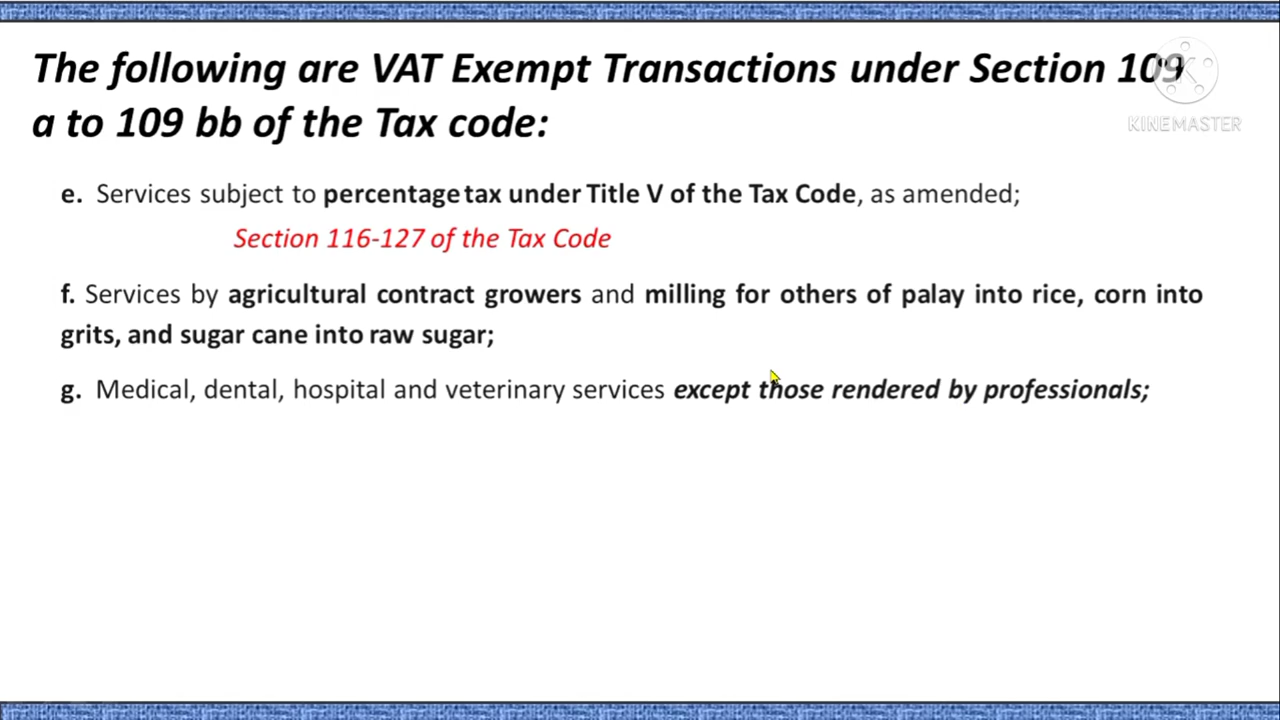 The following are VAT Exempt Transactions under Section 109
KINEMASTER
a to 109 bb of the Tax code:
e. Services subject to percentage tax under Title V of the Tax Code, as amended;
Section 116-127 of the Tax Code
f. Services by agricultural contract growers and milling for others of palay into rice, corn into
grits, and sugar cane into raw sugar;
g. Medical, dental, hospital and veterinary services except those rendered by professionals;